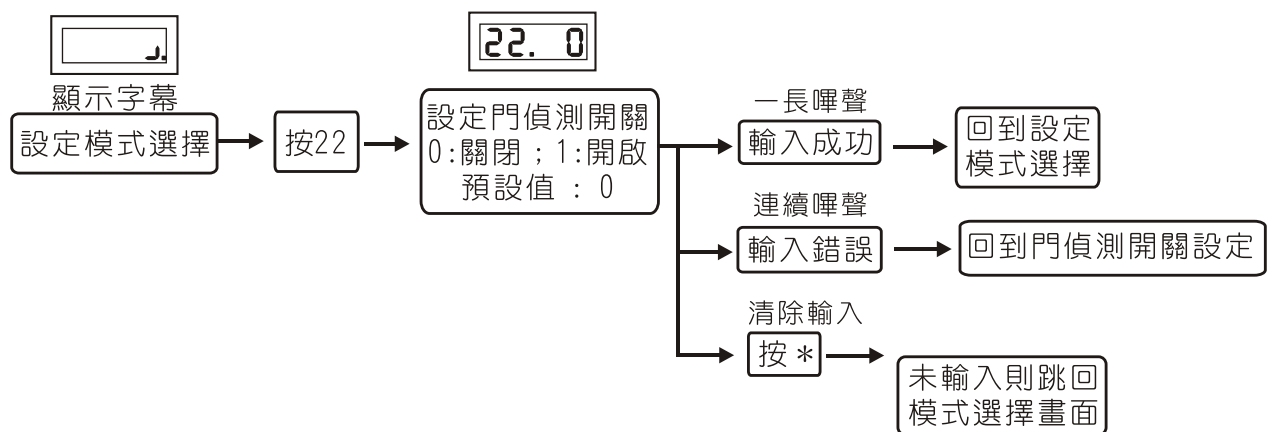 22. 0
顯示字幕
設定模式選擇
按22
設定門偵測開關
0:關閉；1:開啟
預設值：0
一長嗶聲
輸入成功
回到設定
模式選擇
連續嗶聲
輸入錯誤
回到門偵測開關設定
清除輸入
按＊
未輸入則跳回
模式選擇畫面